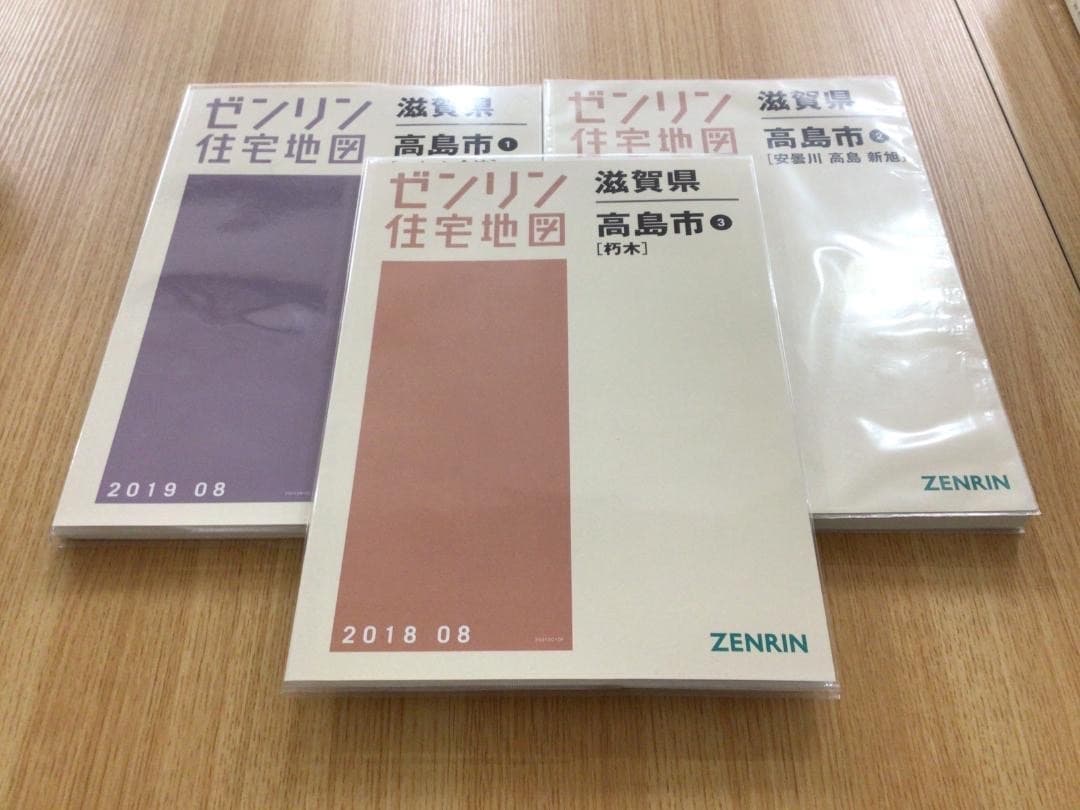 ゼンリン
住宅地図
滋賀県
高島市1
2019 08
ゼンリン
住宅地図
滋賀県
高島市2
[安曇川 高島 新旭]
ZENRIN
ゼンリン
住宅地図
滋賀県
高島市3
[朽木]
2018 08
ZENRIN